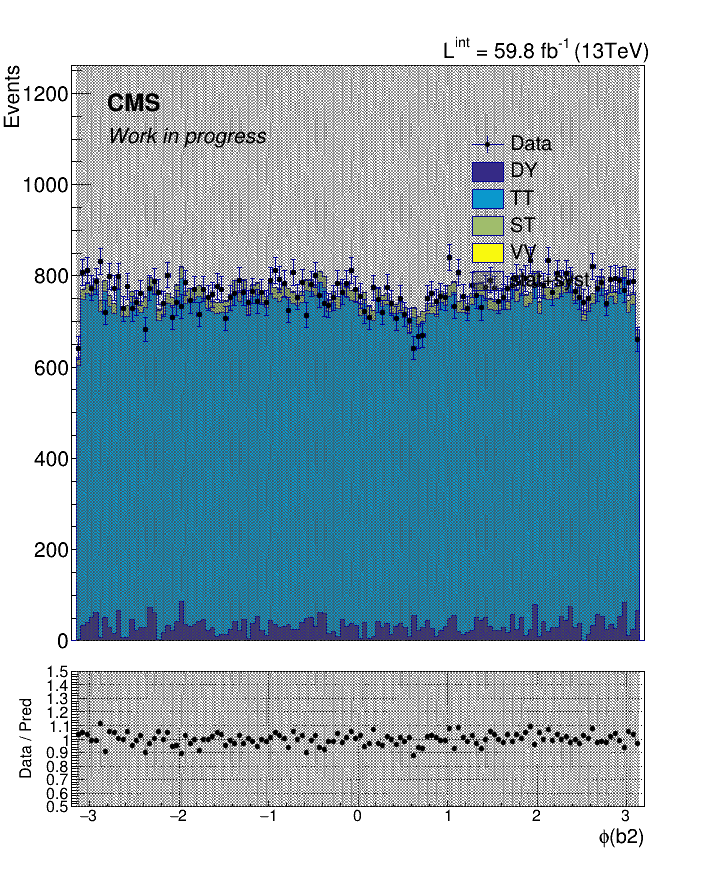 L^int = 59.8 fb^-1 (13TeV)
Events
CMS
Work in progress
Data
DY
TT
ST
VV
1200
1000
800
600
400
200
0
Data / Pred
1.5
1.4
1.3
1.2
1.1
1
0.9
0.8
0.7
0.6
0.5
−3 −2 −1 0 1 2 3
ϕ(b2)